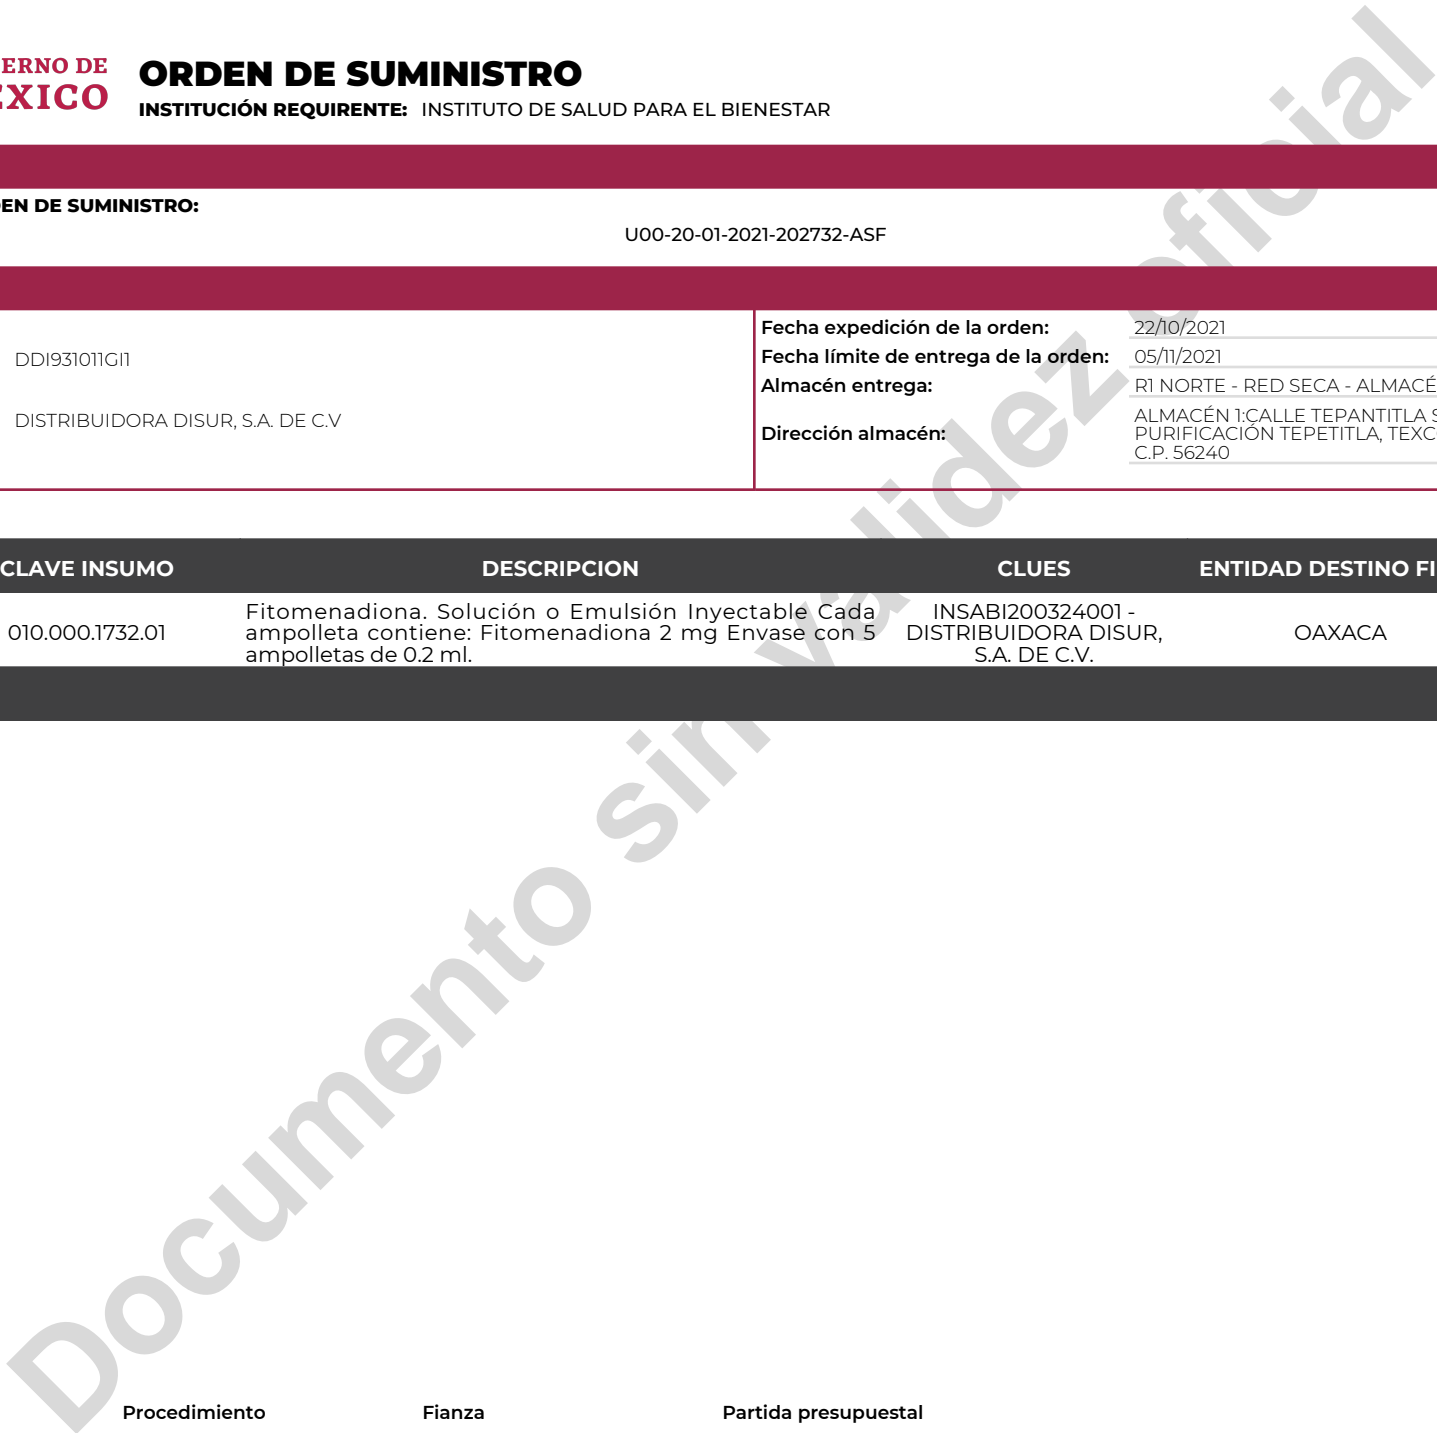 ERNO DE
EXICO
ORDEN DE SUMINISTRO
INSTITUCIÓN REQUIRENTE: INSTITUTO DE SALUD PARA EL BIENESTAR
EN DE SUMINISTRO:
U00-20-01-2021-202732-ASF
DDI931011GI1
DISTRIBUIDORA DISUR, S.A. DE C.V
Fecha expedición de la orden: 22/10/2021
Fecha límite de entrega de la orden: 05/11/2021
Almacén entrega: R1 NORTE - RED SECA - ALMACÉ
Dirección almacén: ALMACÉN 1:CALLE TEPANTITLA S
PURIFICACIÓN TEPETITLA, TEXC
C.P. 56240
CLAVE INSUMO DESCRIPCION CLUES ENTIDAD DESTINO FI
010.000.1732.01
Fitomenadiona. Solución o Emulsión Inyectable Cada
ampolleta contiene: Fitomenadiona 2 mg Envase con 5
ampolletas de 0.2 ml.
INSABI200324001 -
DISTRIBUIDORA DISUR,
S.A. DE C.V.
OAXACA
Documento sin validez oficial
Procedimiento Fianza Partida presupuestal